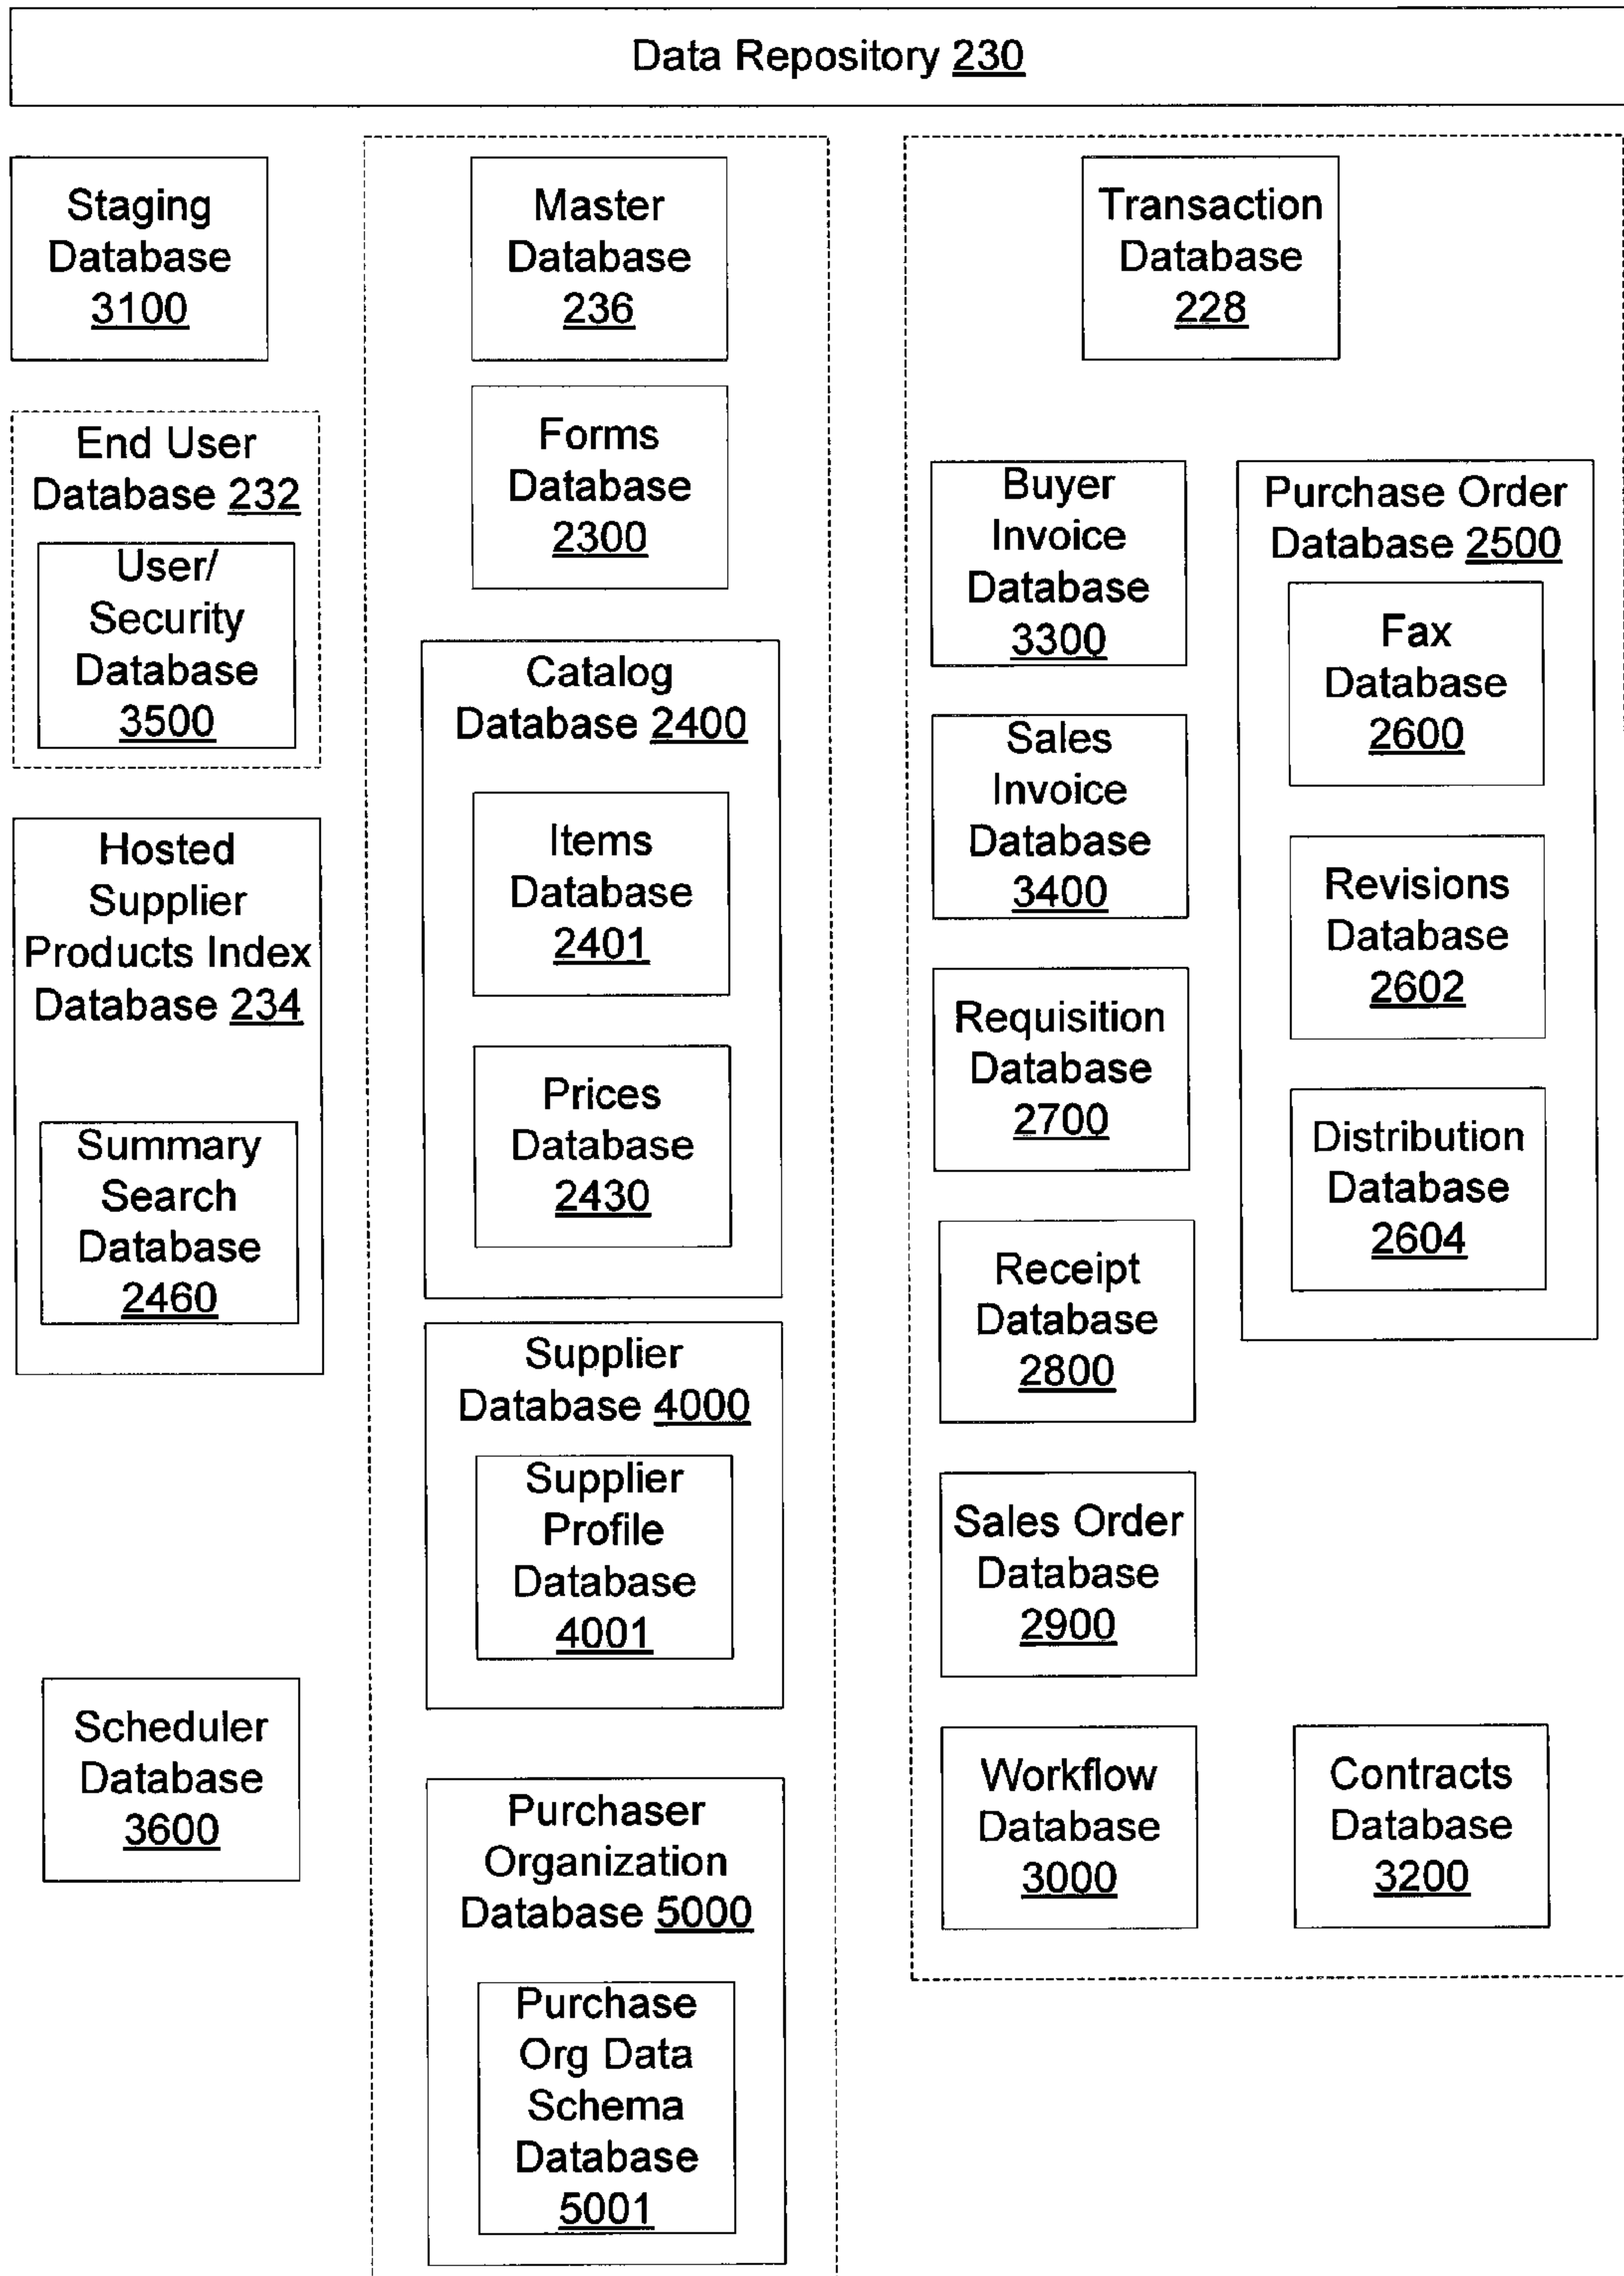 Data Repository 230
Staging
Database
3100
End User
Database 232
User/
Security
Database
3500
Hosted
Supplier
Products Index
Database 234
Summary
Search
Database
2460
Scheduler
Database
3600
Master
Database
236
Forms
Database
2300
Catalog
Database 2400
Items
Database
2401
Prices
Database
2430
Supplier
Database 4000
Supplier
Profile
Database
4001
Purchaser
Organization
Database 5000
Purchase
Org Data
Schema
Database
5001
Transaction
Database
228
Buyer
Invoice
Database
3300
Sales
Invoice
Database
3400
Requisition
Database
2700
Receipt
Database
2800
Sales Order
Database
2900
Workflow
Database
3000
Purchase Order
Database 2500
Fax
Database
2600
Revisions
Database
2602
Distribution
Database
2604
Contracts
Database
3200